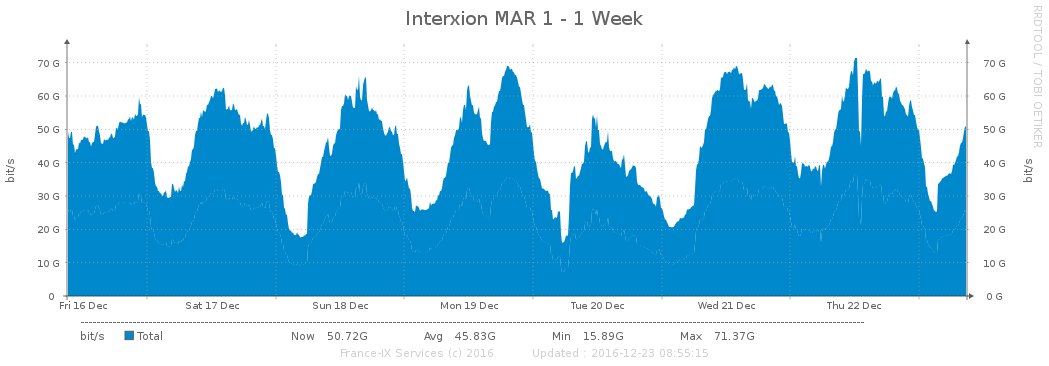 Interxion MAR 1 - 1 Week
RRDTOOL / TOBI OETIKER
bit/s
70 G 70 G
60 G 60 G
50 G 50 G
40 G 40 G
30 G 30 G
20 G 20 G
10 G 10 G
0 0 G
bit/s
Fri 16 Dec Sat 17 Dec Sun 18 Dec Mon 19 Dec Tue 20 Dec Wed 21 Dec Thu 22 Dec
bit/s Total Now 50.72G Avg 45.83G Min 15.89G Max 71.37G
France-IX Services (c) 2016 Updated : 2016-12-23 08:55:15